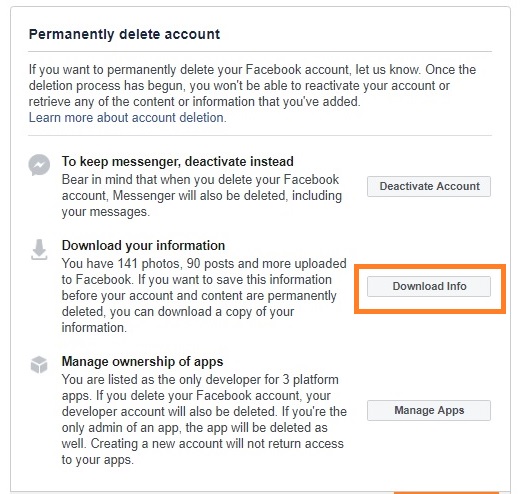 Permanently delete account
If you want to permanently delete your Facebook account, let us know. Once the
deletion process has begun, you won't be able to reactivate your account or
retrieve any of the content or information that you've added.
Learn more about account deletion.
To keep messenger, deactivate instead
Bear in mind that when you delete your Facebook
account, Messenger will also be deleted, including
your messages.
Deactivate Account
Download your information
You have 141 photos, 90 posts and more uploaded
to Facebook. If you want to save this information
before your account and content are permanently
deleted, you can download a copy of your
information.
Download Info
Manage ownership of apps
You are listed as the only developer for 3 platform
apps. If you delete your Facebook account, your
developer account will also be deleted. If you're the
only admin of an app, the app will be deleted as
well. Creating a new account will not return access
to your apps.
Manage Apps